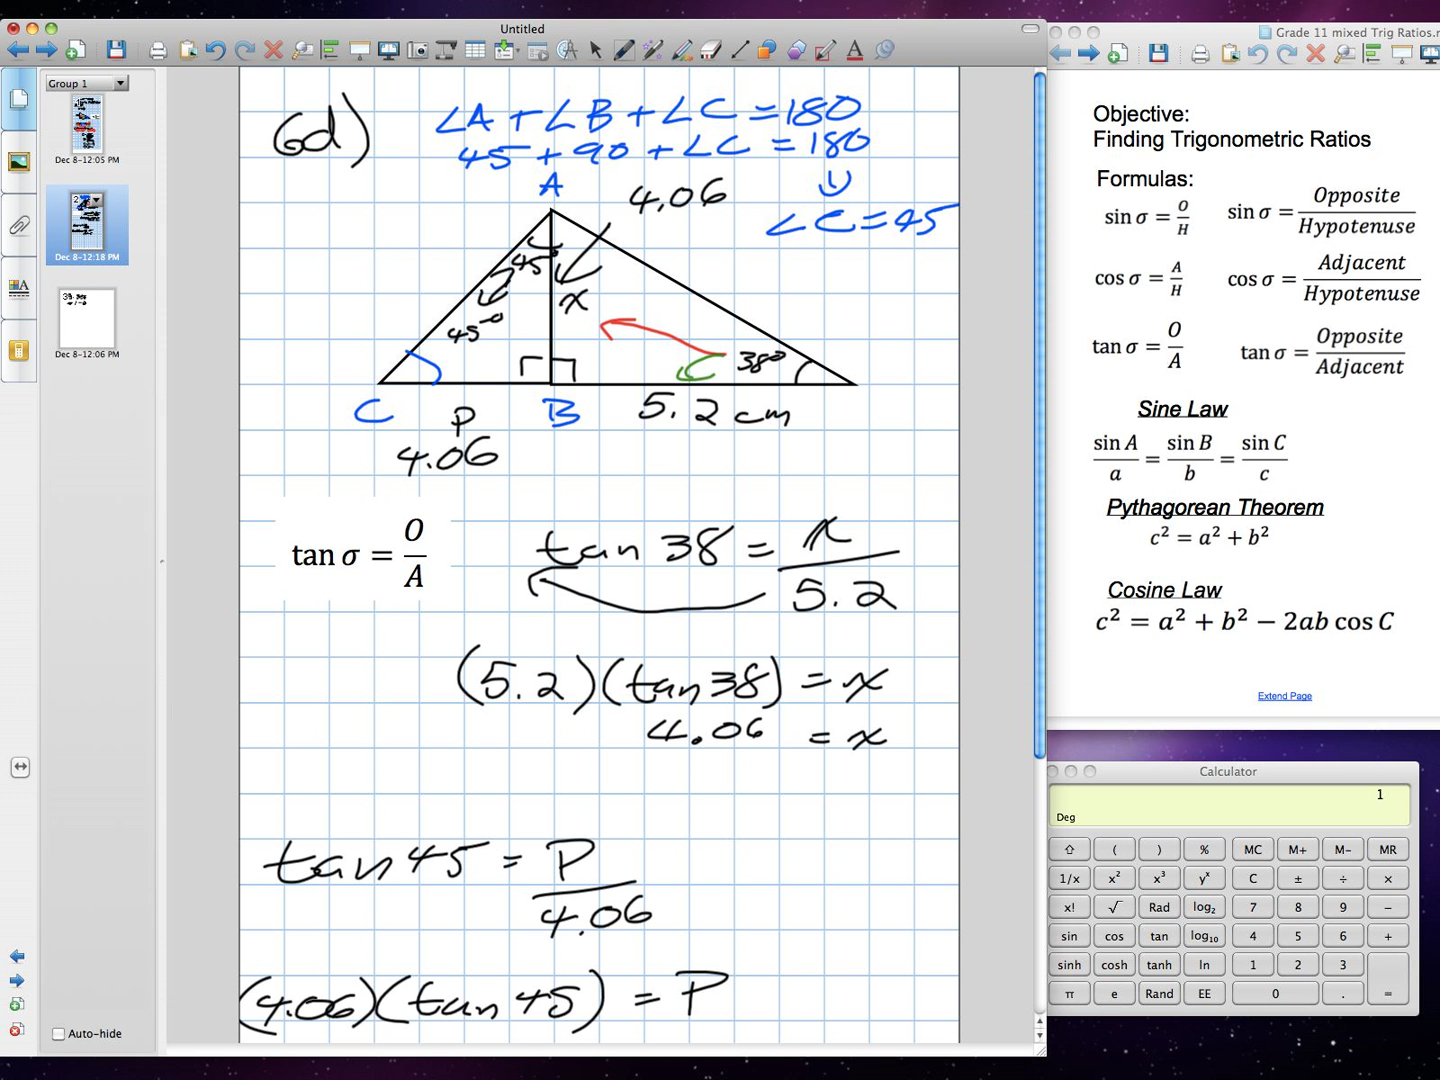 Untitled
Group 1
Dec 8-12:05 PM
2
Dec 8-12:18 PM
Dec 8-12:06 PM
Auto-hide
6d)
∠A + ∠B + ∠C = 180
45 + 90 + ∠C = 180
∠C = 45
A
4.06
45°
x
45°
38°
C
P
B
5.2 cm
4.06
tan σ = O/A
tan 38 = x/5.2
(5.2)(tan 38) = x
4.06 = x
tan 45 = P/4.06
(4.06)(tan 45) = P
Grade 11 mixed Trig Ratios.n
Objective:
Finding Trigonometric Ratios
Formulas:
sin σ = O/H sin σ = Opposite/Hypotenuse
cos σ = A/H cos σ = Adjacent/Hypotenuse
tan σ = O/A tan σ = Opposite/Adjacent
Sine Law
sin A/a = sin B/b = sin C/c
Pythagorean Theorem
c² = a² + b²
Cosine Law
c² = a² + b² − 2ab cos C
Extend Page
Calculator
1
Deg
⇧ ( ) % MC M+ M− MR
1/x x² x³ yˣ C ± ÷ ×
x! √ Rad log₂ 7 8 9 −
sin cos tan log₁₀ 4 5 6 +
sinh cosh tanh ln 1 2 3
π e Rand EE 0 . =